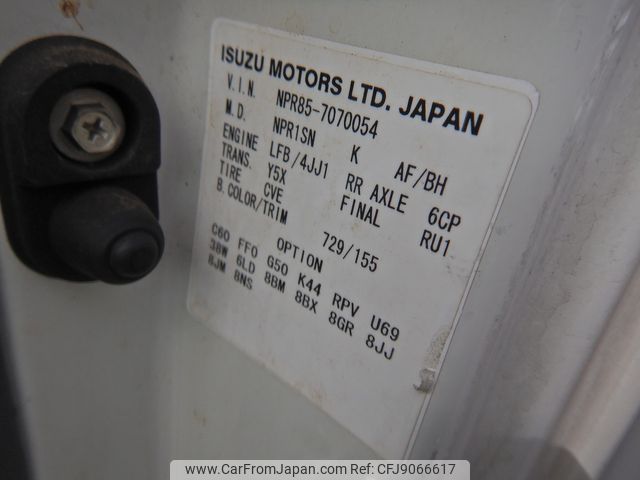 ISUZU MOTORS LTD. JAPAN
V.I.N. NPR85-7070054
M.D. NPR1SN K AF/BH
ENGINE LFB/4JJ1 RR AXLE 6CP
TRANS. Y5X FINAL RU1
TIRE CVE
B.COLOR/TRIM 729/155
OPTION
C60 FFO G50 K44 RPV U69
38W 6LD 8BM 8BX 8GR 8JJ
8JM 8NS
www.CarFromJapan.com - CFJ9066617